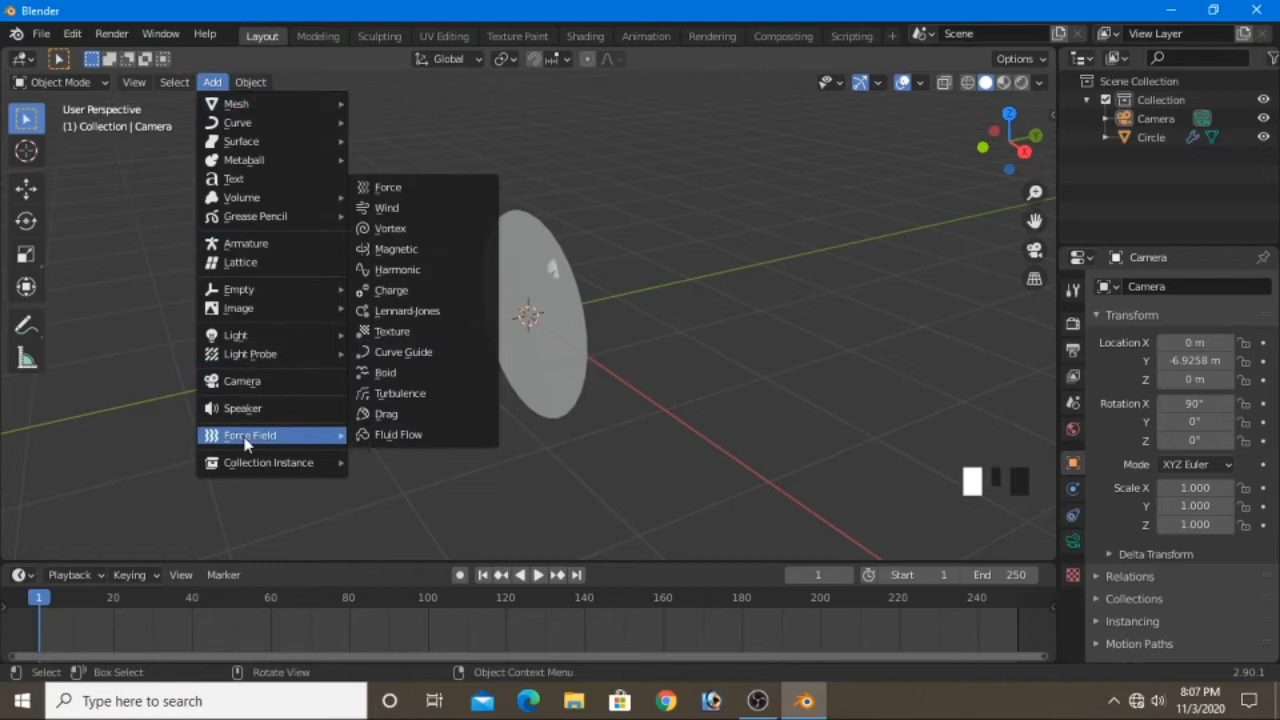 Blender
File Edit Render Window Help Layout Modeling Sculpting UV Editing Texture Paint Shading Animation Rendering Compositing Scripting + Scene View Layer
Global Options
Object Mode View Select Add Object
User Perspective
(1) Collection | Camera
Mesh
Curve
Surface
Metaball
Text
Volume
Grease Pencil
Armature
Lattice
Empty
Image
Light
Light Probe
Camera
Speaker
Force Field
Collection Instance
Force
Wind
Vortex
Magnetic
Harmonic
Charge
Lennard-Jones
Texture
Curve Guide
Boid
Turbulence
Drag
Fluid Flow
Z
Y
X
Scene Collection
Collection
Camera
Circle
Camera
Camera
Transform
Location X 0 m
Y -6.9258 m
Z 0 m
Rotation X 90°
Y 0°
Z 0°
Mode XYZ Euler
Scale X 1.000
Y 1.000
Z 1.000
Delta Transform
Relations
Collections
Instancing
Motion Paths
Playback Keying View Marker 1 Start 1 End 250
1 20 40 60 80 100 120 140 160 180 200 220 240
Select Box Select Rotate View Object Context Menu 2.90.1
Type here to search
8:07 PM
11/3/2020